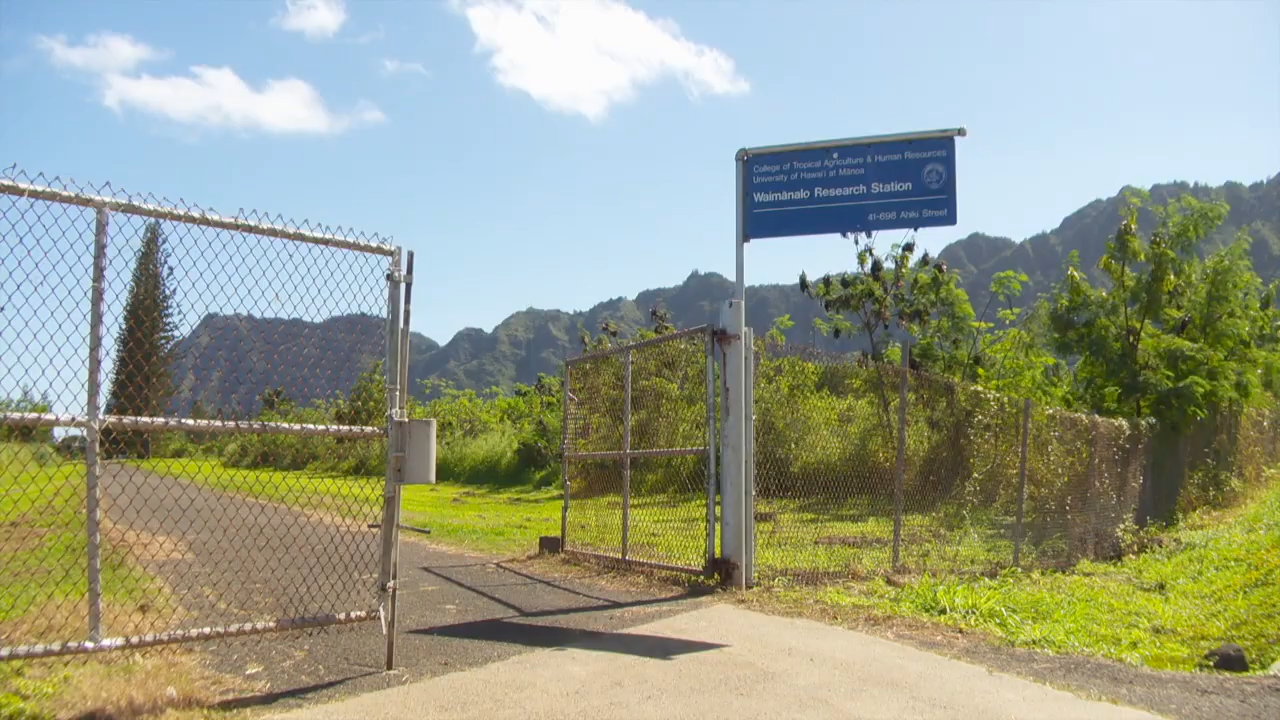 College of Tropical Agriculture & Human Resources
University of Hawai'i at Mānoa
Waimānalo Research Station
41-698 Ahiki Street